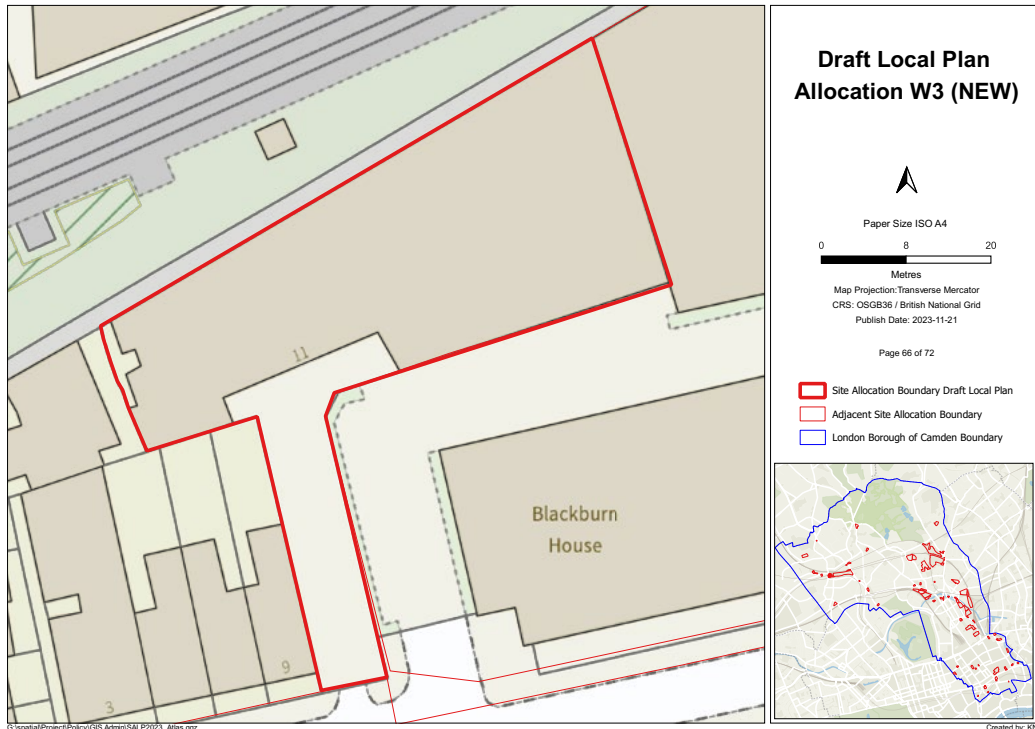 Draft Local Plan
Allocation W3 (NEW)
Paper Size ISO A4
0 8 20
Metres
Map Projection:Transverse Mercator
CRS: OSGB36 / British National Grid
Publish Date: 2023-11-21
Page 66 of 72
Site Allocation Boundary Draft Local Plan
Adjacent Site Allocation Boundary
London Borough of Camden Boundary
11
Blackburn
House
9
3
G:\spatial\Project\Policy\GIS Admin\SALP2023_Atlas.qgz
Created by: KN